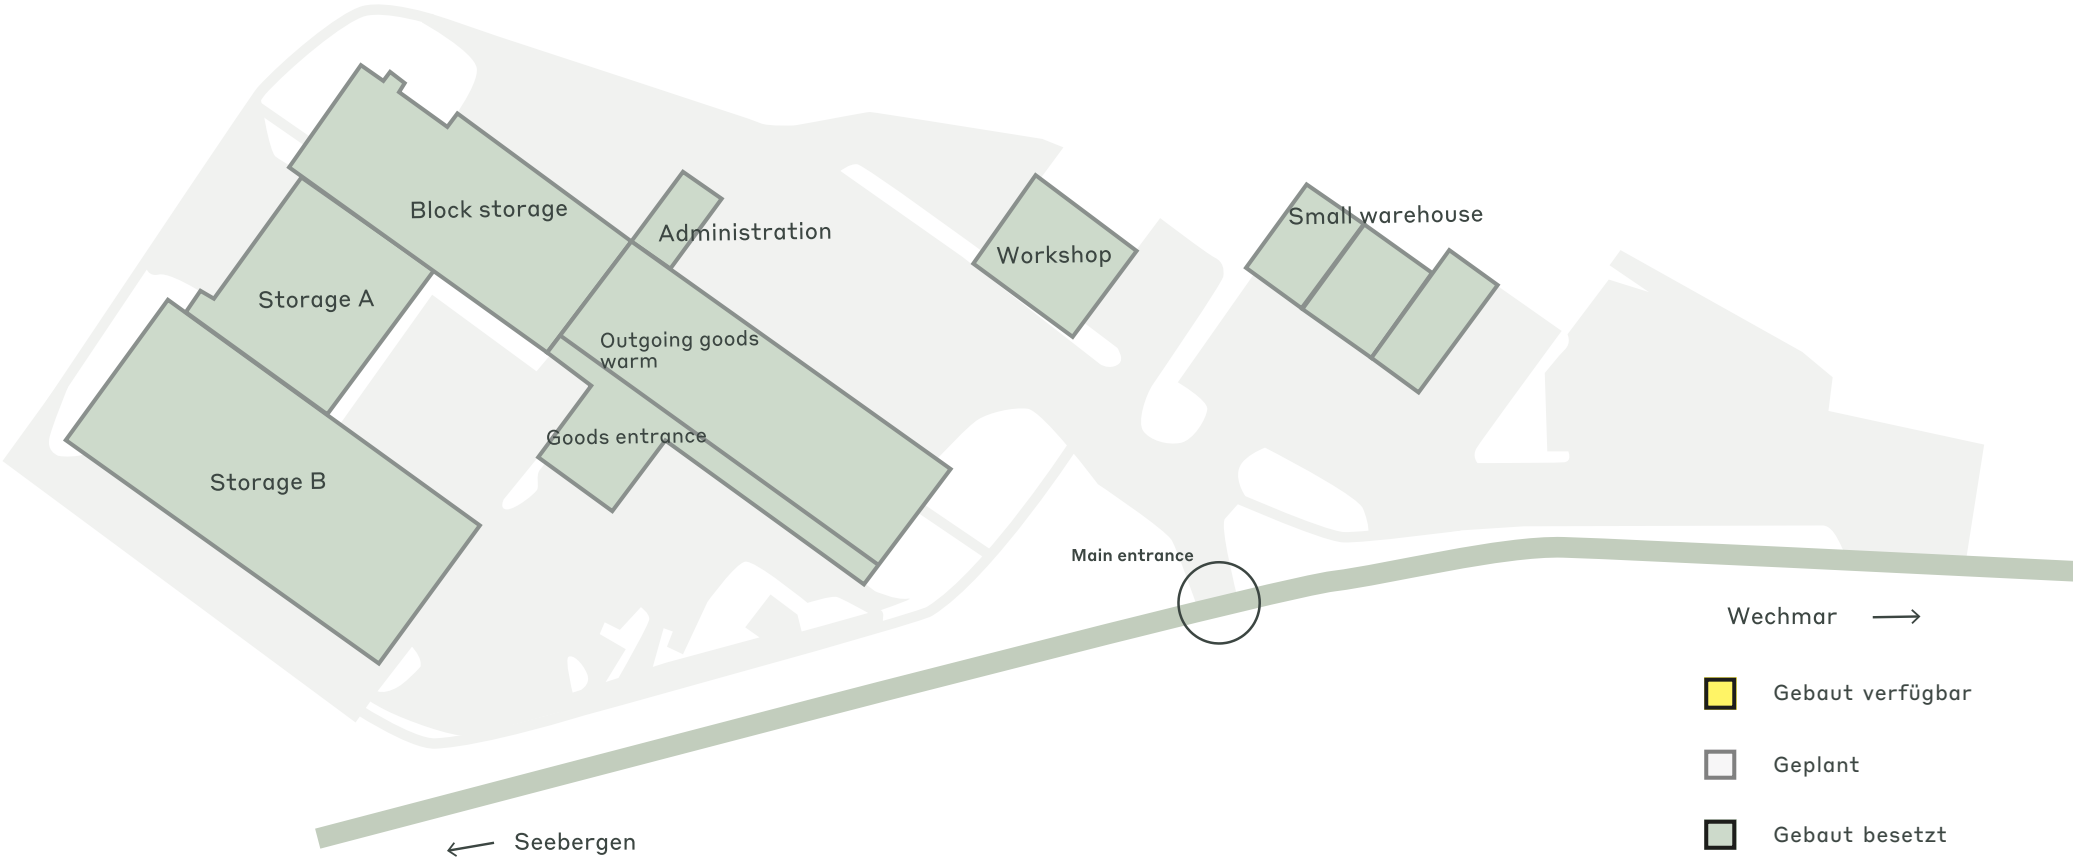 Block storage
Administration
Small warehouse
Workshop
Storage A
Outgoing goods
warm
Goods entrance
Storage B
Main entrance
Wechmar
Gebaut verfügbar
Geplant
Gebaut besetzt
Seebergen